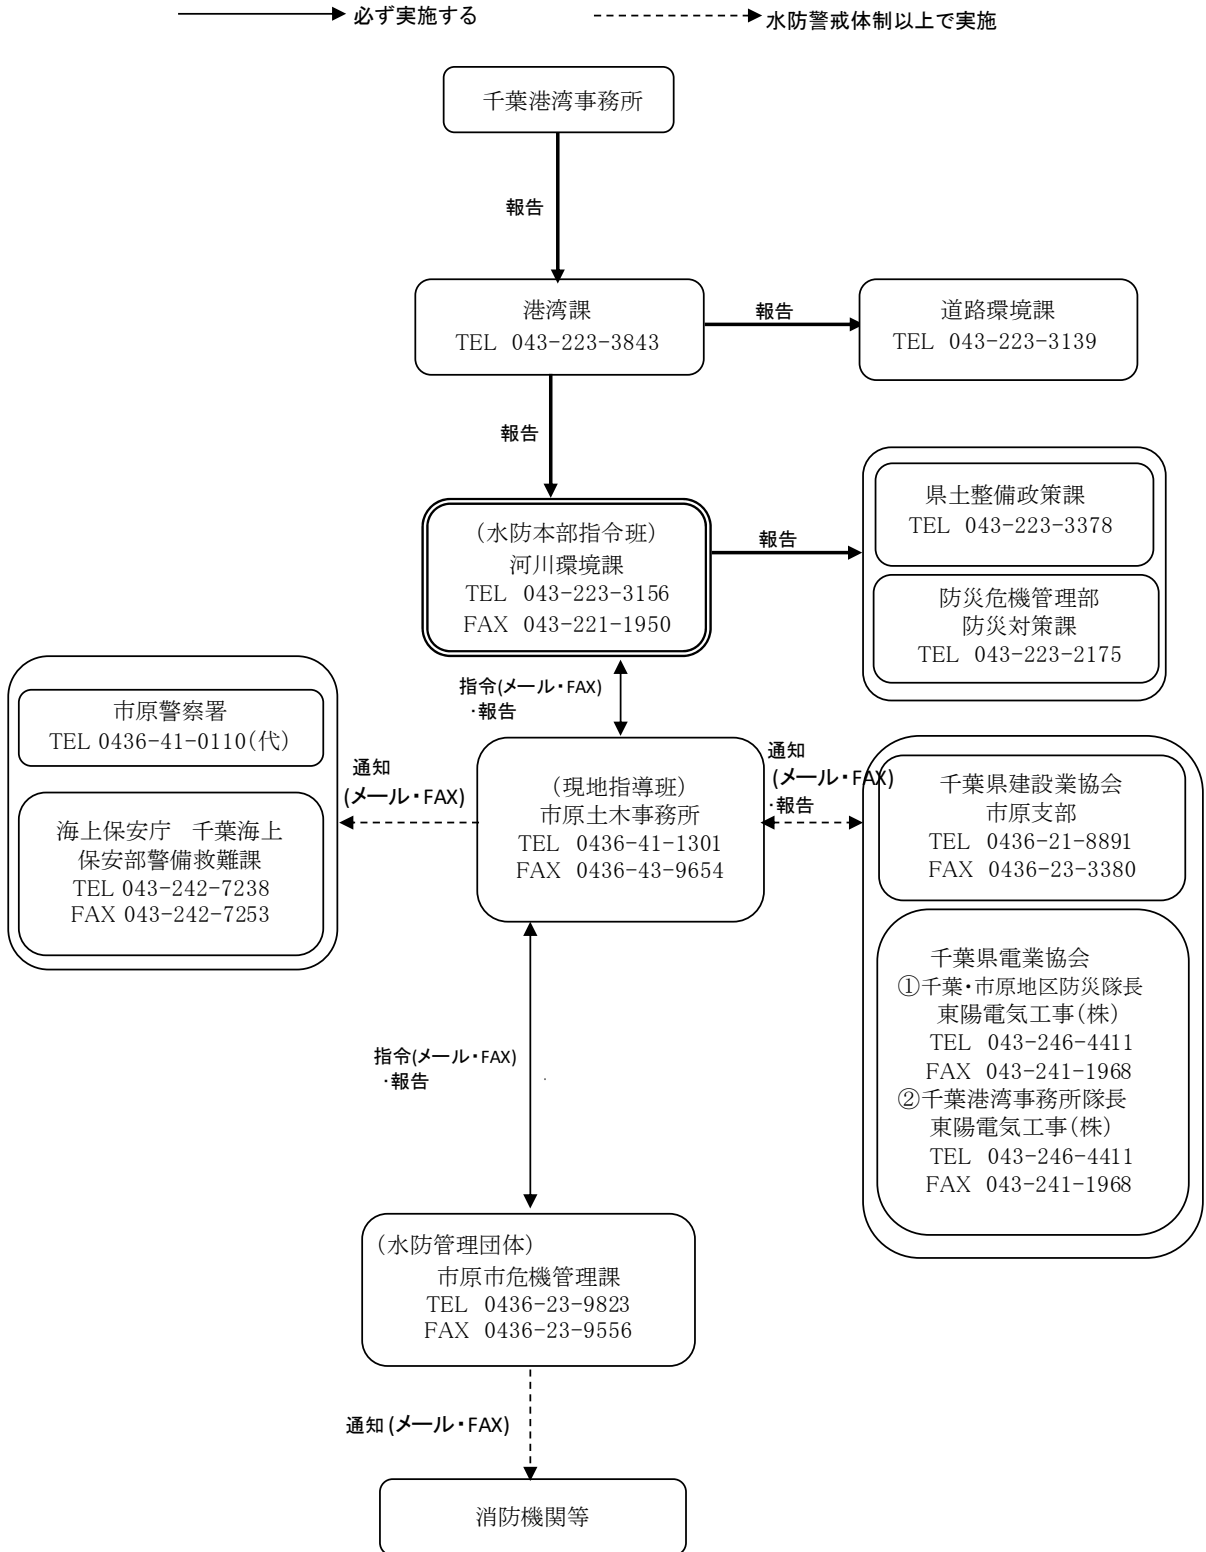 必ず実施する
水防警戒体制以上で実施
千葉港湾事務所
報告
港湾課
TEL 043-223-3843
報告
道路環境課
TEL 043-223-3139
報告
(水防本部指令班)
河川環境課
TEL 043-223-3156
FAX 043-221-1950
報告
県土整備政策課
TEL 043-223-3378
防災危機管理部
防災対策課
TEL 043-223-2175
指令(メール・FAX)
・報告
市原警察署
TEL 0436-41-0110(代)
海上保安庁 千葉海上
保安部警備救難課
TEL 043-242-7238
FAX 043-242-7253
通知
(メール・FAX)
(現地指導班)
市原土木事務所
TEL 0436-41-1301
FAX 0436-43-9654
通知
(メール・FAX)
・報告
千葉県建設業協会
市原支部
TEL 0436-21-8891
FAX 0436-23-3380
千葉県電業協会
①千葉・市原地区防災隊長
東陽電気工事(株)
TEL 043-246-4411
FAX 043-241-1968
②千葉港湾事務所隊長
東陽電気工事(株)
TEL 043-246-4411
FAX 043-241-1968
指令(メール・FAX)
・報告
(水防管理団体)
市原市危機管理課
TEL 0436-23-9823
FAX 0436-23-9556
通知(メール・FAX)
消防機関等